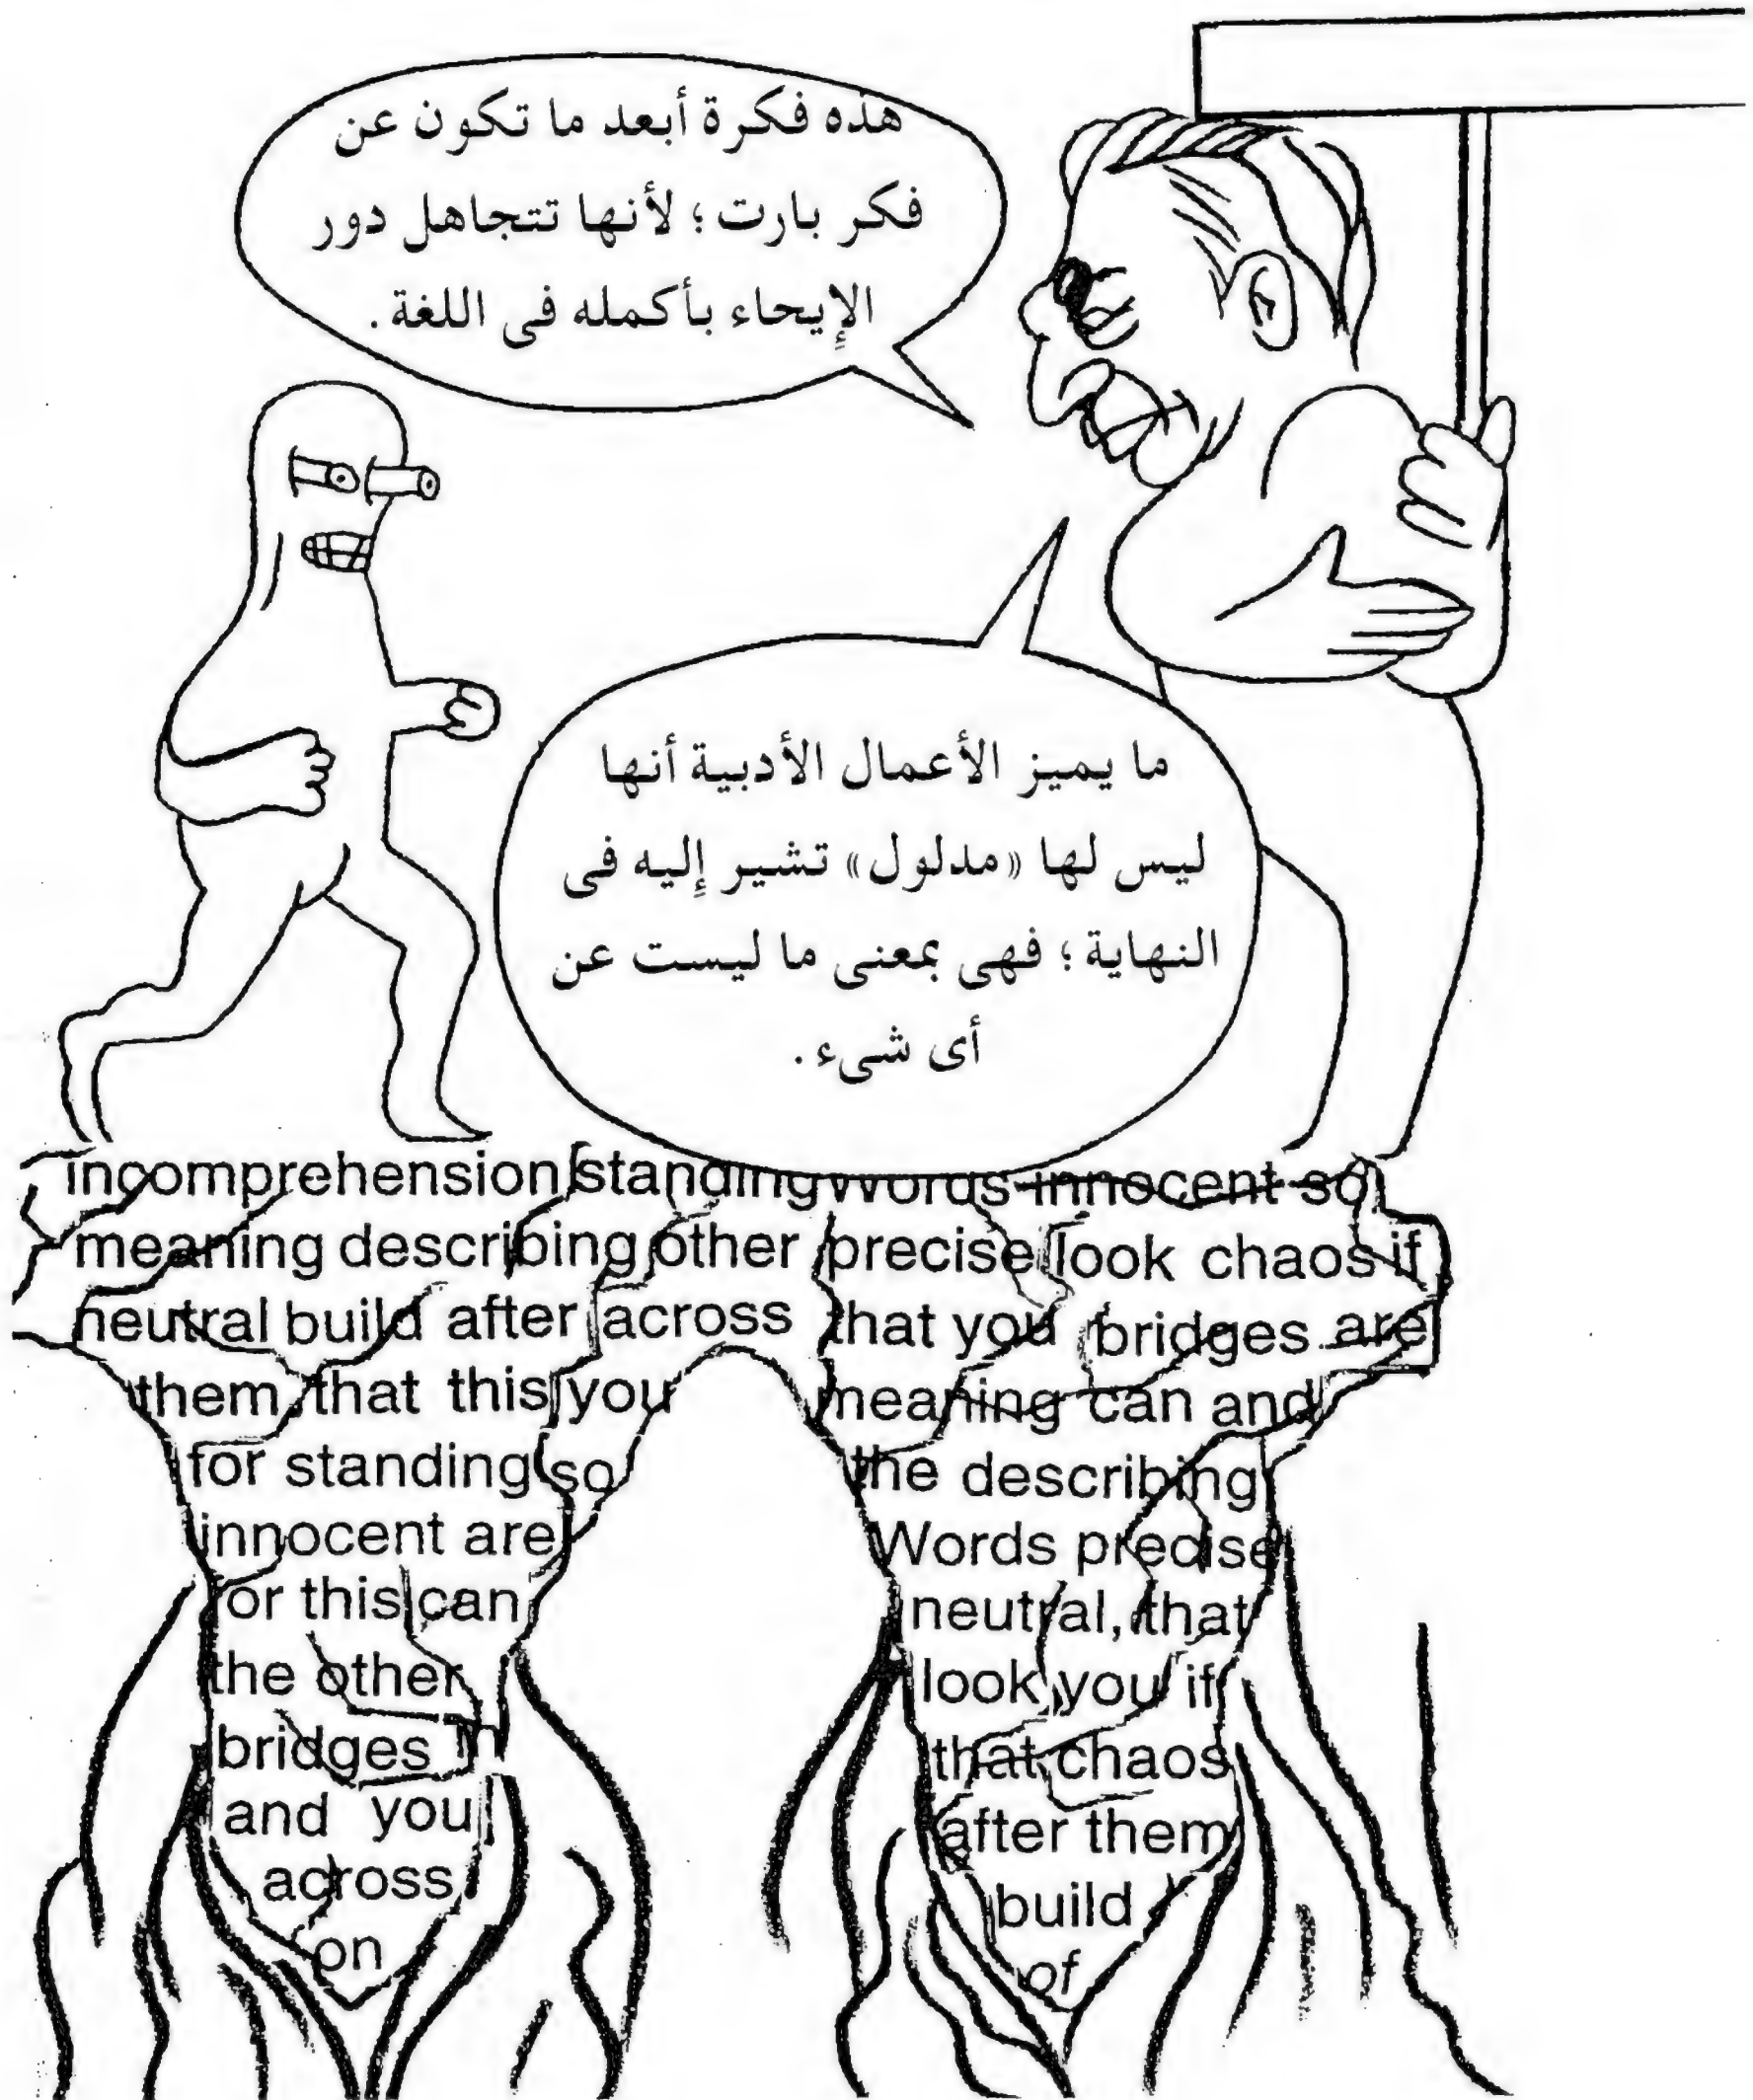 هذه فكرة أبعد ما تكون عن
فكر بارت ؛ لأنها تتجاهل دور
الإيحاء بأكمله فى اللغة .
ما يميز الأعمال الأدبية أنها
ليس لها «مدلول» تشير إليه فى
النهاية ؛ فهى بمعنى ما ليست عن
أى شىء .
incomprehension standing Words innocent so
meaning describing other precise look chaos if
neutral build after across that you bridges are
them, that this you meaning can and
for standing so
innocent are
for this can
the other
bridges in
and you
across
on
the describing
Words precise
neutral, that
look you if
that chaos
after them
build
of